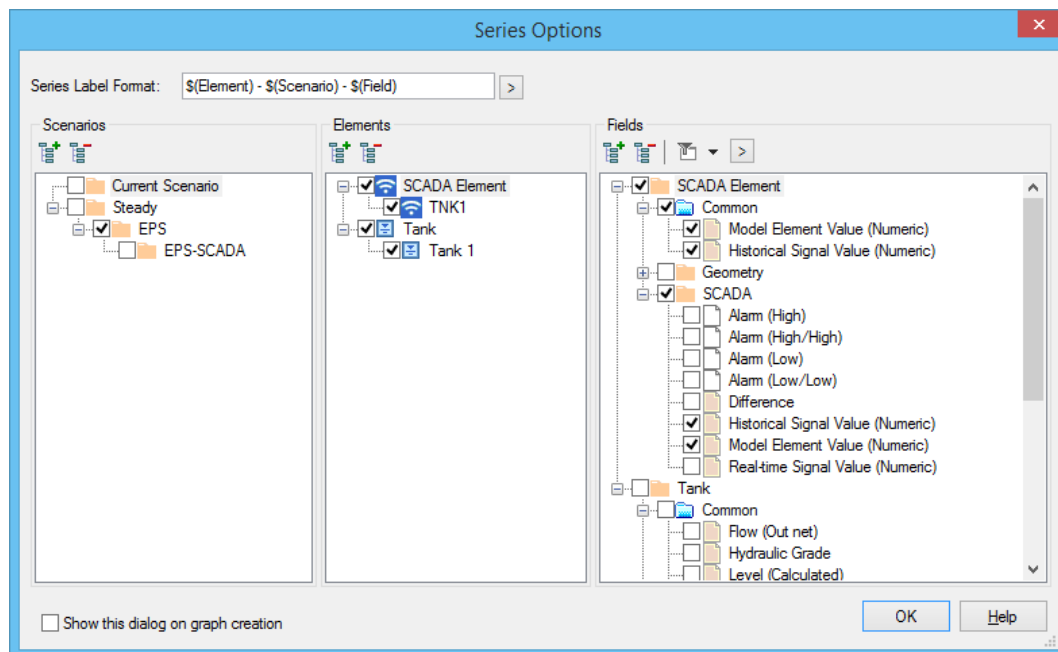 Series Options
Series Label Format: $(Element) - $(Scenario) - $(Field) >
Scenarios
Current Scenario
Steady
EPS
EPS-SCADA
Elements
SCADA Element
TNK1
Tank
Tank 1
Fields
>
SCADA Element
Common
Model Element Value (Numeric)
Historical Signal Value (Numeric)
Geometry
SCADA
Alarm (High)
Alarm (High/High)
Alarm (Low)
Alarm (Low/Low)
Difference
Historical Signal Value (Numeric)
Model Element Value (Numeric)
Real-time Signal Value (Numeric)
Tank
Common
Flow (Out net)
Hydraulic Grade
Level (Calculated)
Show this dialog on graph creation
OK
Help